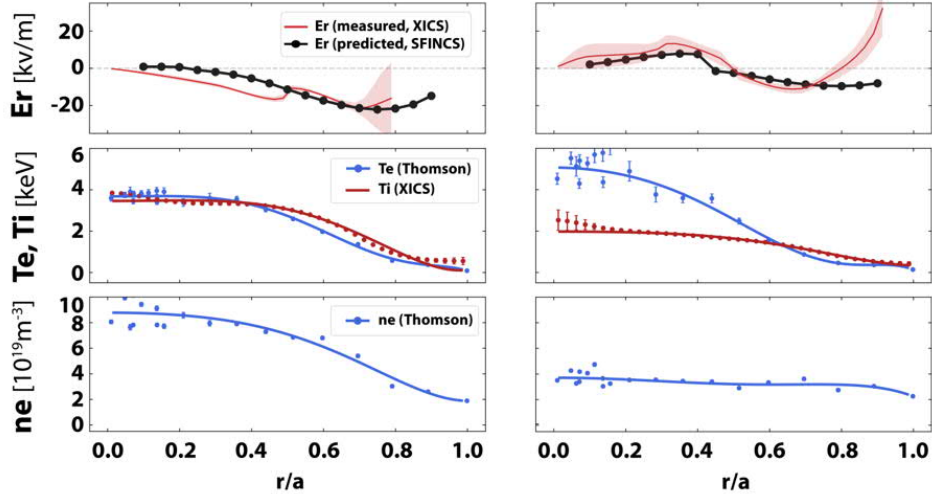 Er [kv/m]
20
0
-20
Er (measured, XICS)
Er (predicted, SFINCS)
Te, Ti [keV]
6
4
2
0
Te (Thomson)
Ti (XICS)
ne [10¹⁹m⁻³]
10
8
6
4
2
0
ne (Thomson)
0.0 0.2 0.4 0.6 0.8 1.0
0.0 0.2 0.4 0.6 0.8 1.0
r/a
r/a